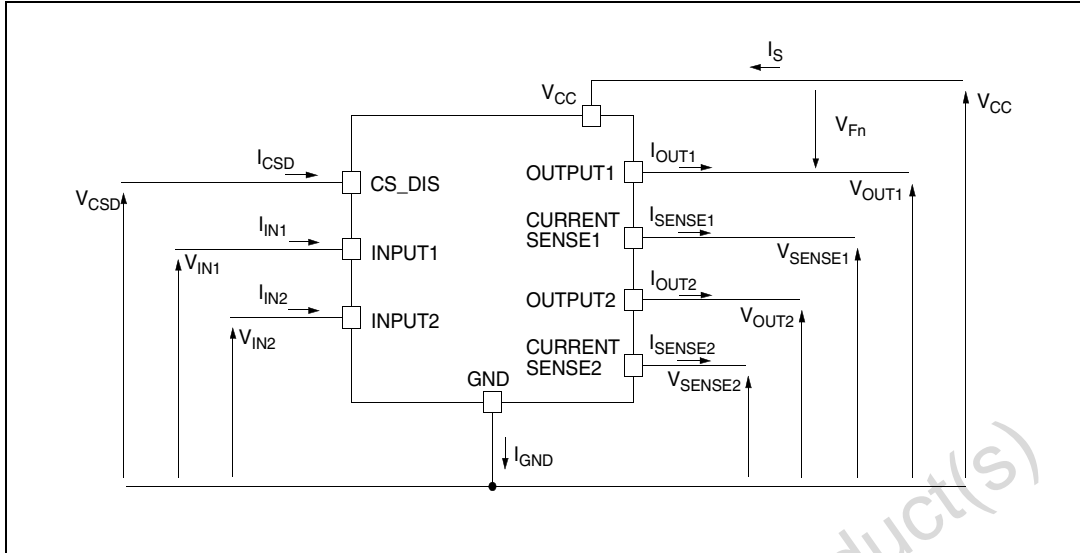 I_S
V_CC
V_CC
V_Fn
I_CSD
CS_DIS
V_CSD
I_OUT1
OUTPUT1
V_OUT1
I_IN1
INPUT1
V_IN1
CURRENT
SENSE1
I_SENSE1
V_SENSE1
I_IN2
INPUT2
V_IN2
I_OUT2
OUTPUT2
V_OUT2
CURRENT
SENSE2
I_SENSE2
V_SENSE2
GND
I_GND
duct(s)